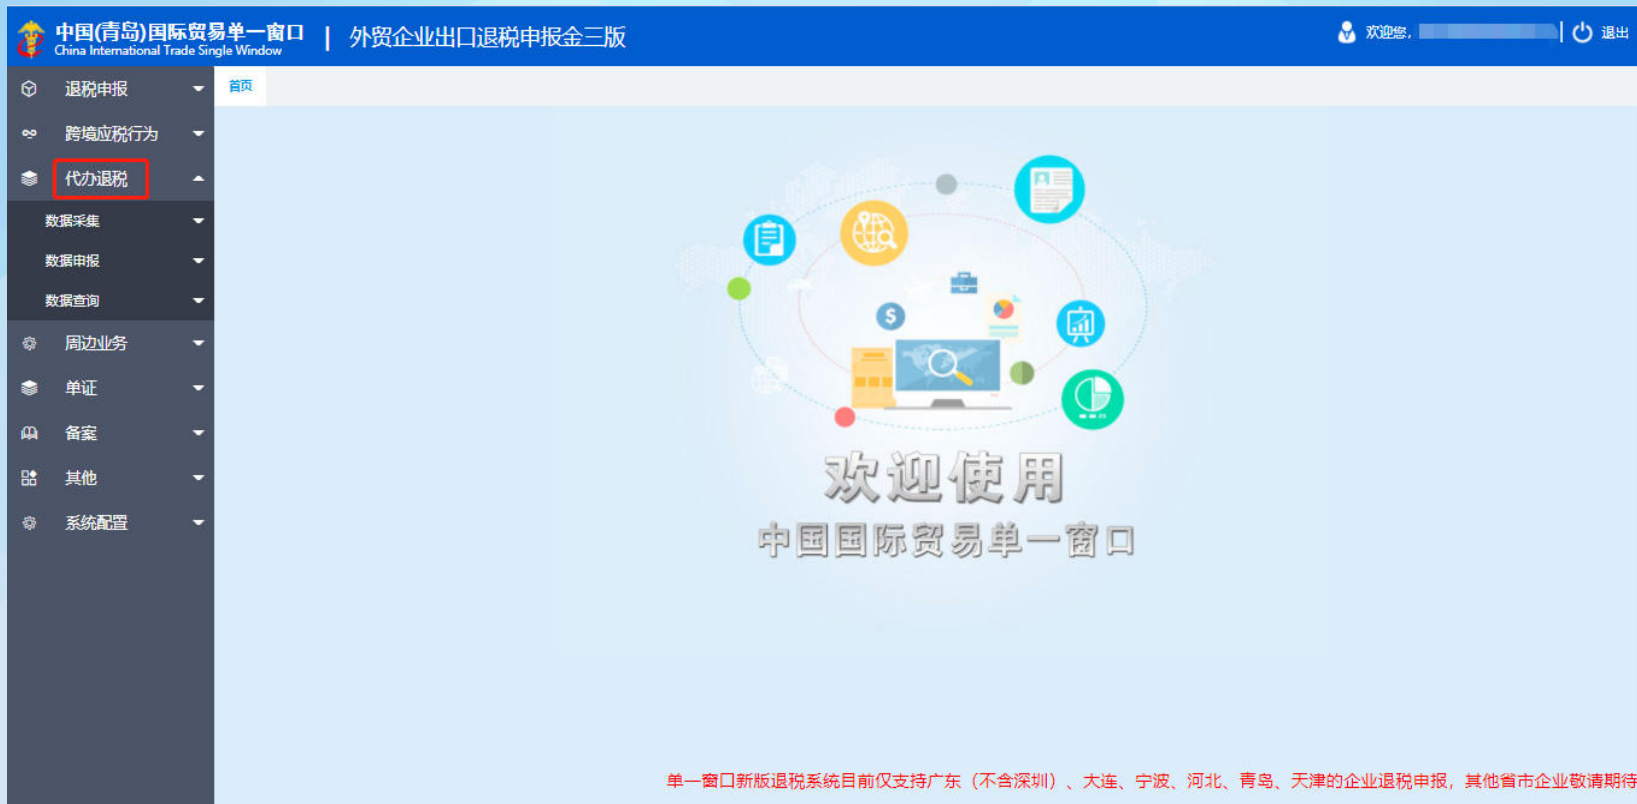 中国(青岛)国际贸易单一窗口
China International Trade Single Window
外贸企业出口退税申报金三版
欢迎您,
退出
退税申报
首页
跨境应税行为
代办退税
数据采集
数据申报
数据查询
周边业务
单证
备案
其他
系统配置
欢迎使用
中国国际贸易单一窗口
单一窗口新版退税系统目前仅支持广东（不含深圳）、大连、宁波、河北、青岛、天津的企业退税申报，其他省市企业敬请期待